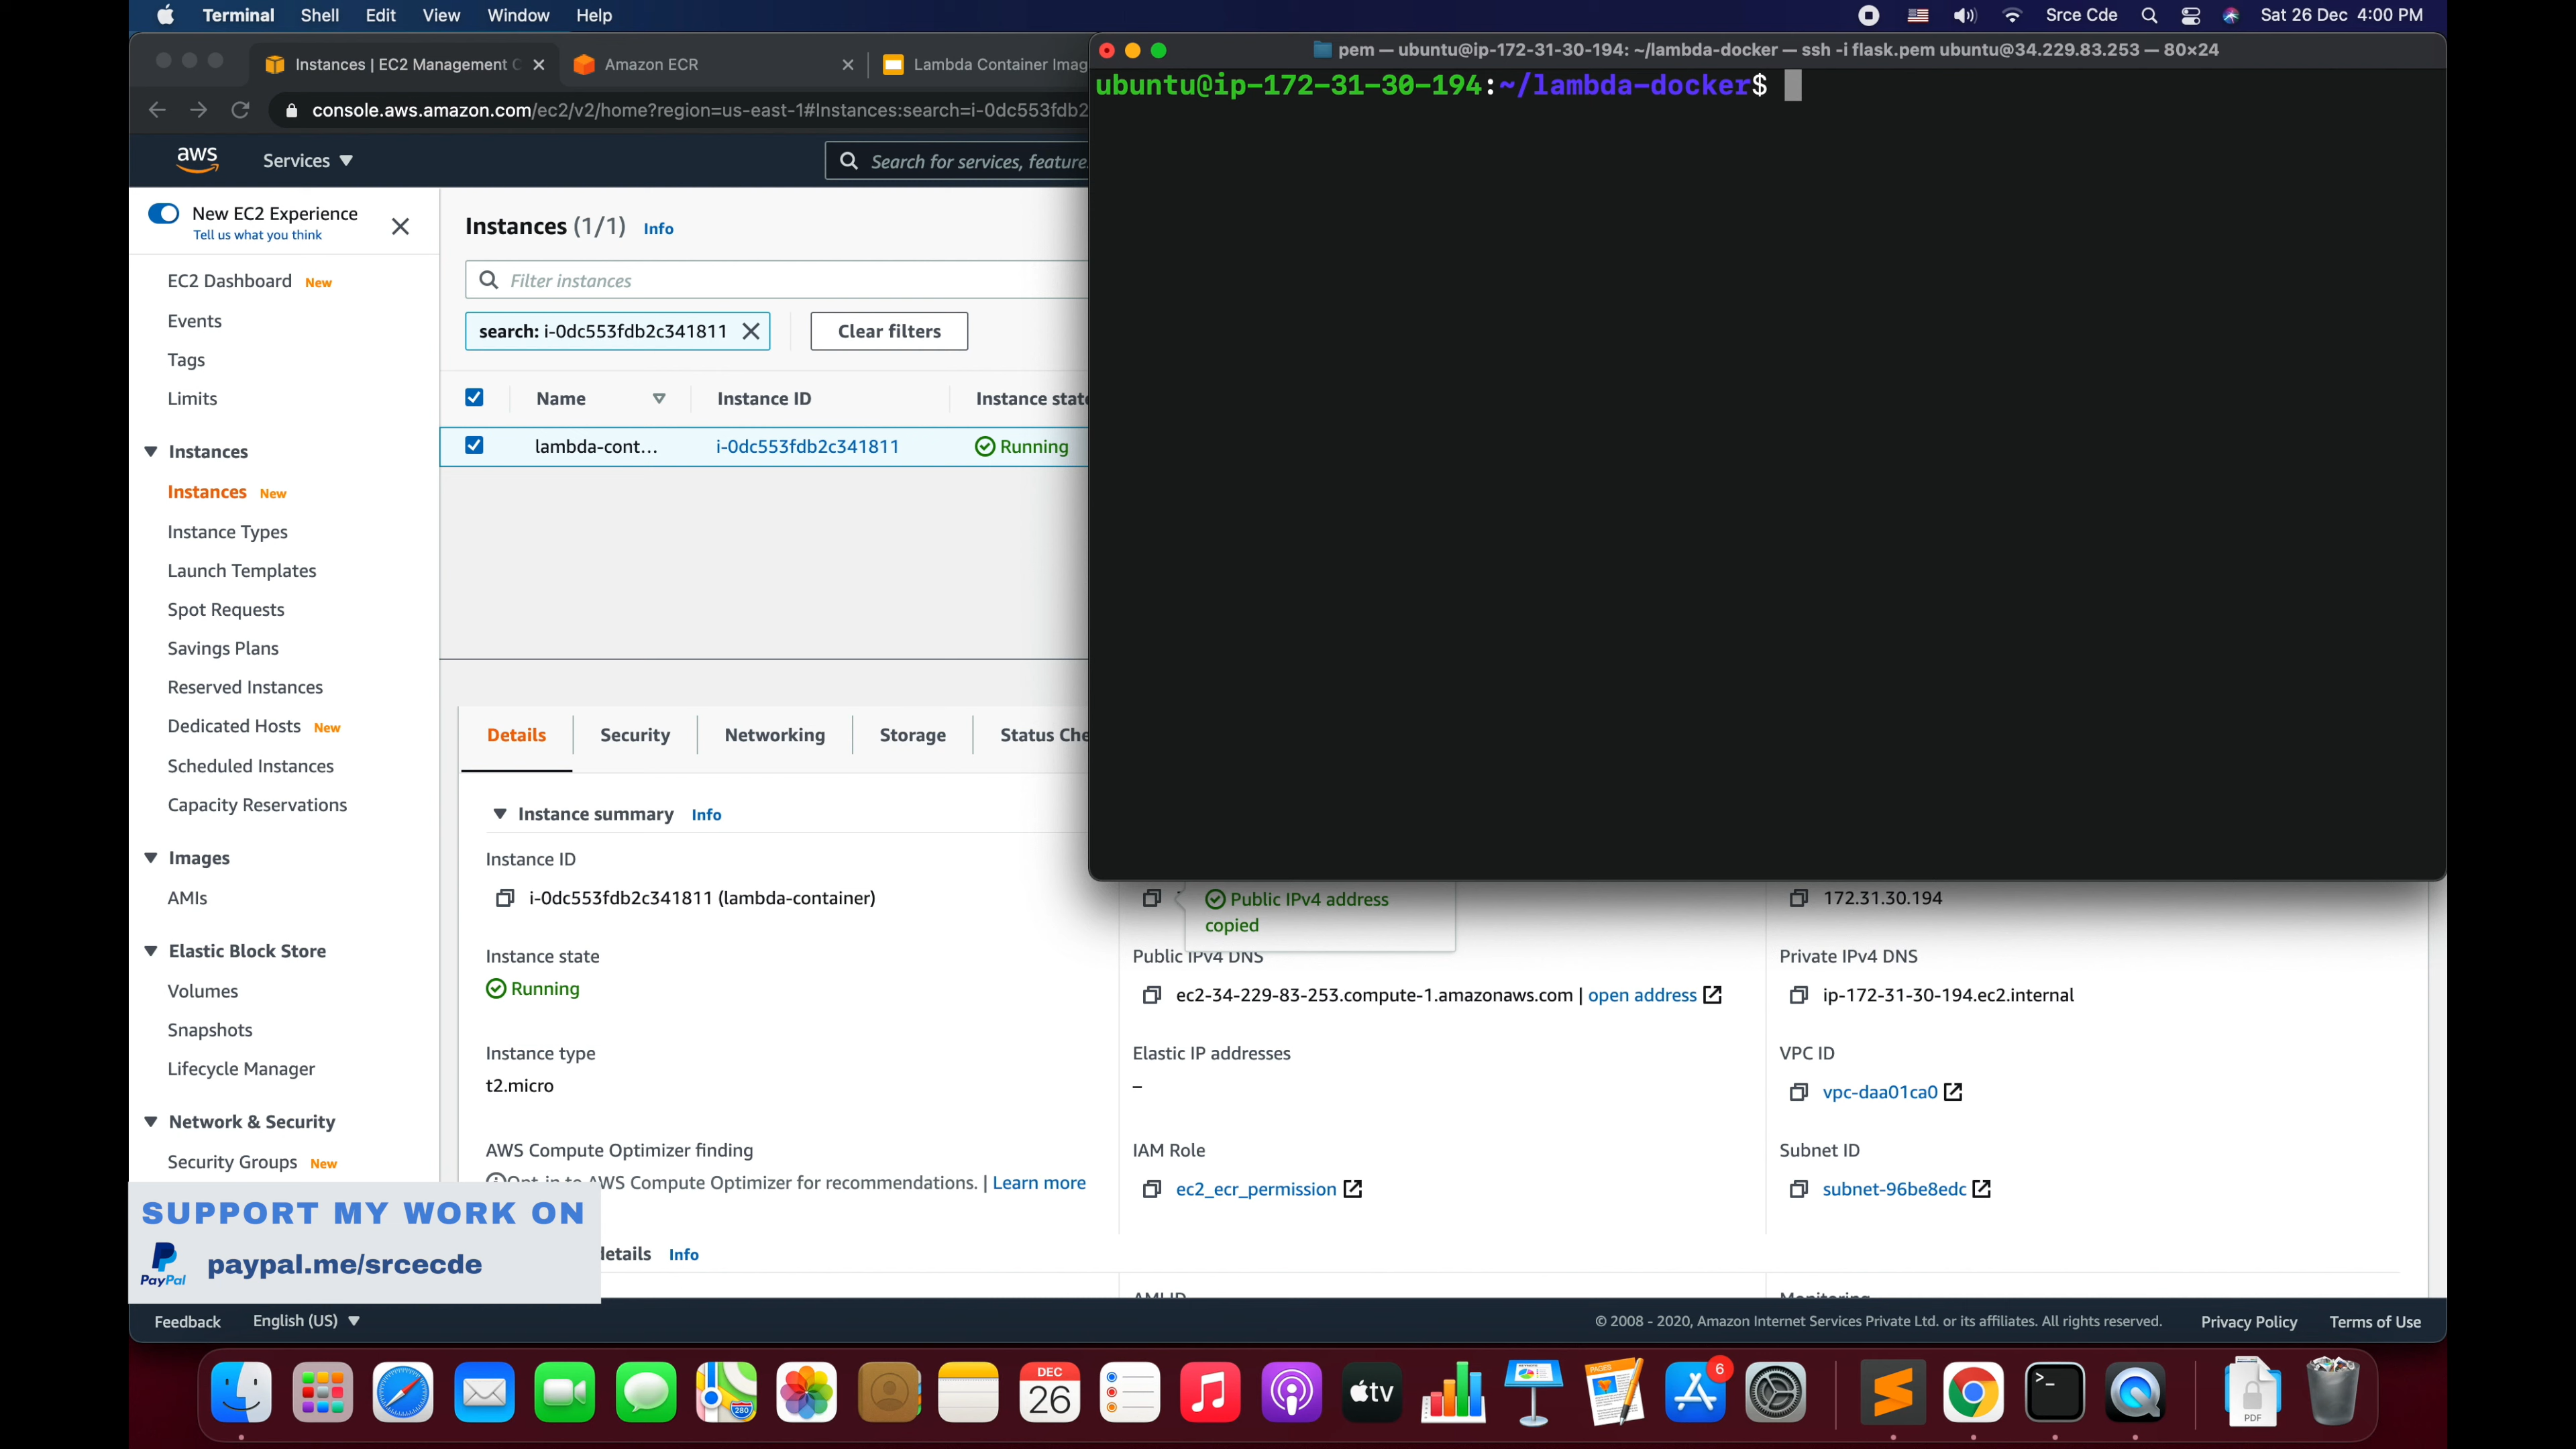 Terminal Shell Edit View Window Help
Srce Cde Sat 26 Dec 4:00 PM
Instances | EC2 Management C
Amazon ECR
Lambda Container Imag
console.aws.amazon.com/ec2/v2/home?region=us-east-1#Instances:search=i-0dc553fdb2
pem — ubuntu@ip-172-31-30-194: ~/lambda-docker — ssh -i flask.pem ubuntu@34.229.83.253 — 80×24
ubuntu@ip-172-31-30-194:~/lambda-docker$
aws Services
Search for services, feature
New EC2 Experience
Tell us what you think
EC2 Dashboard New
Events
Tags
Limits
Instances
Instances New
Instance Types
Launch Templates
Spot Requests
Savings Plans
Reserved Instances
Dedicated Hosts New
Scheduled Instances
Capacity Reservations
Images
AMIs
Elastic Block Store
Volumes
Snapshots
Lifecycle Manager
Network & Security
Security Groups New
Instances (1/1) Info
Filter instances
search: i-0dc553fdb2c341811
Clear filters
Name Instance ID Instance stat
lambda-cont... i-0dc553fdb2c341811 Running
Details Security Networking Storage Status Che
Instance summary Info
Instance ID
i-0dc553fdb2c341811 (lambda-container)
Public IPv4 address
copied
172.31.30.194
Instance state
Running
Public IPv4 DNS
ec2-34-229-83-253.compute-1.amazonaws.com | open address
Private IPv4 DNS
ip-172-31-30-194.ec2.internal
Instance type
t2.micro
Elastic IP addresses
–
VPC ID
vpc-daa01ca0
AWS Compute Optimizer finding
Opt-in to AWS Compute Optimizer for recommendations. | Learn more
IAM Role
ec2_ecr_permission
Subnet ID
subnet-96be8edc
details Info
AMI ID
Monitoring
SUPPORT MY WORK ON
PayPal
paypal.me/srcecde
Feedback English (US)
© 2008 - 2020, Amazon Internet Services Private Ltd. or its affiliates. All rights reserved. Privacy Policy Terms of Use
280
DEC
26
tv
PAGES
6
>_
PDF